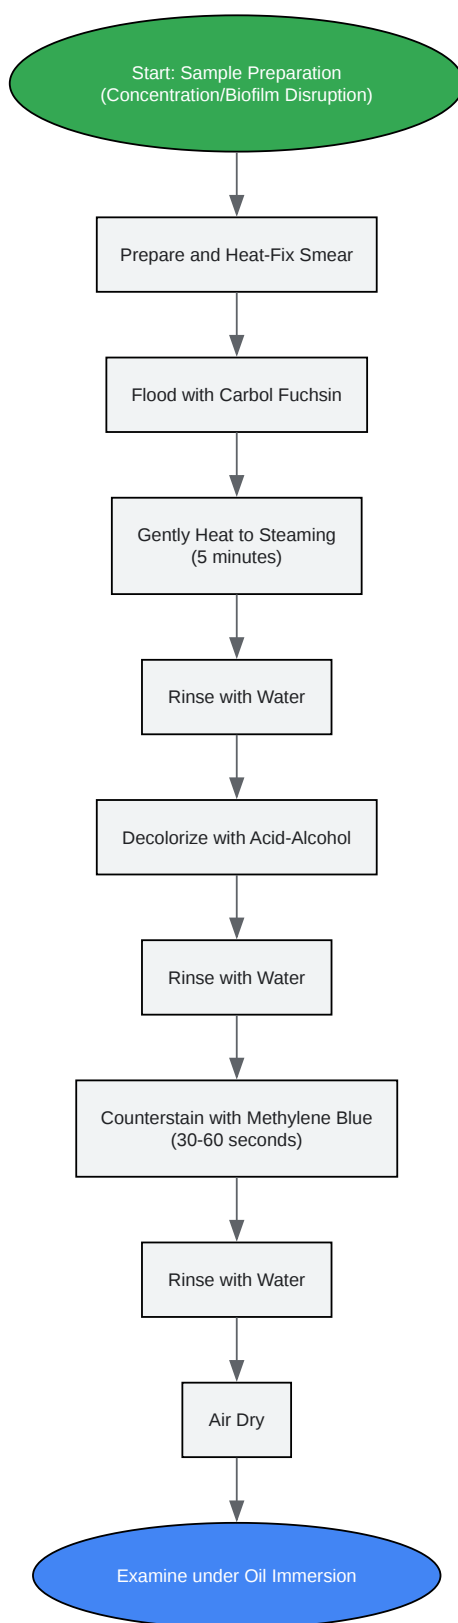 Start: Sample Preparation
(Concentration/Biofilm Disruption)
Prepare and Heat-Fix Smear
Flood with Carbol Fuchsin
Gently Heat to Steaming
(5 minutes)
Rinse with Water
Decolorize with Acid-Alcohol
Rinse with Water
Counterstain with Methylene Blue
(30-60 seconds)
Rinse with Water
Air Dry
Examine under Oil Immersion